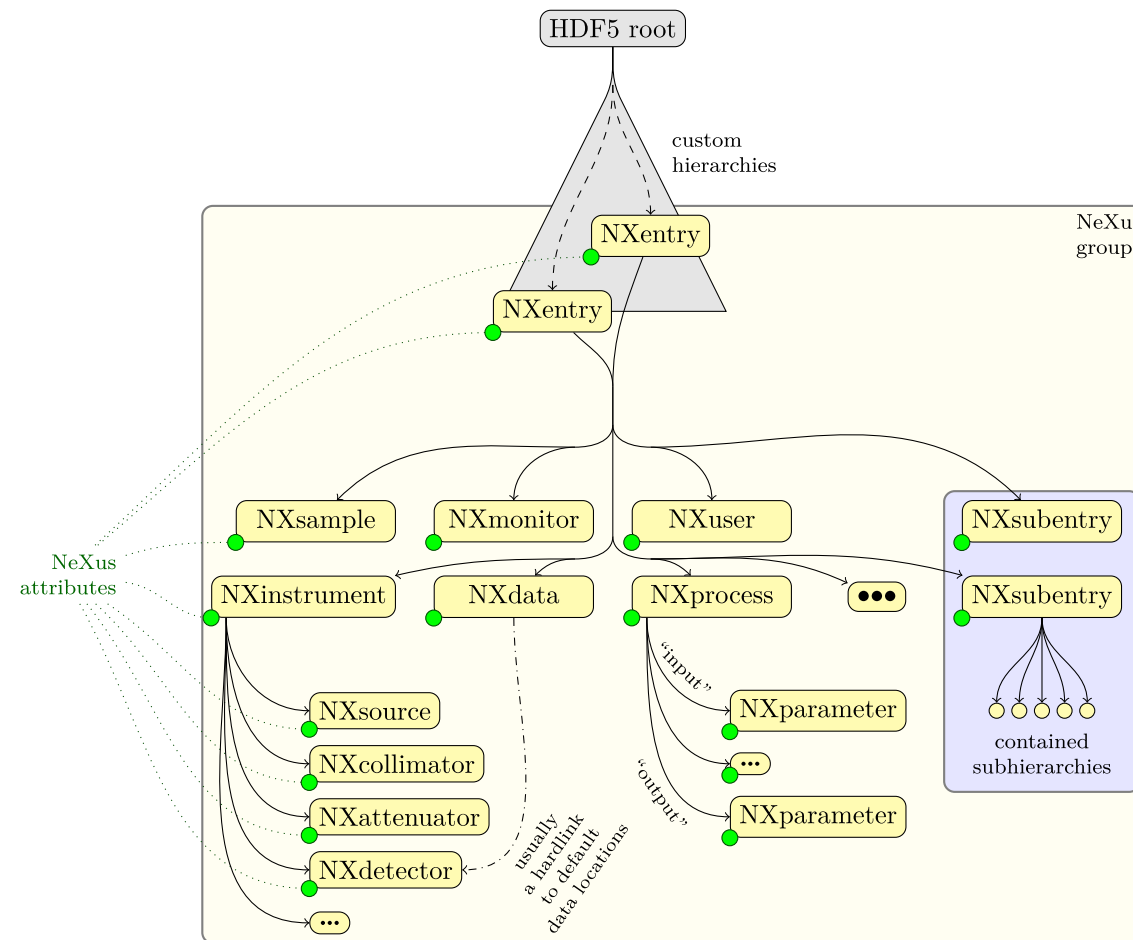 HDF5 root
custom
hierarchies
NXentry
NeXu
group
NXentry
NXsample
NXmonitor
NXuser
NXsubentry
NeXus
attributes
NXinstrument
NXdata
NXprocess
•••
NXsubentry
“input”
NXsource
NXparameter
contained
subhierarchies
NXcollimator
...
“output”
NXattenuator
NXparameter
usually
a hardlink
to default
data locations
NXdetector
...